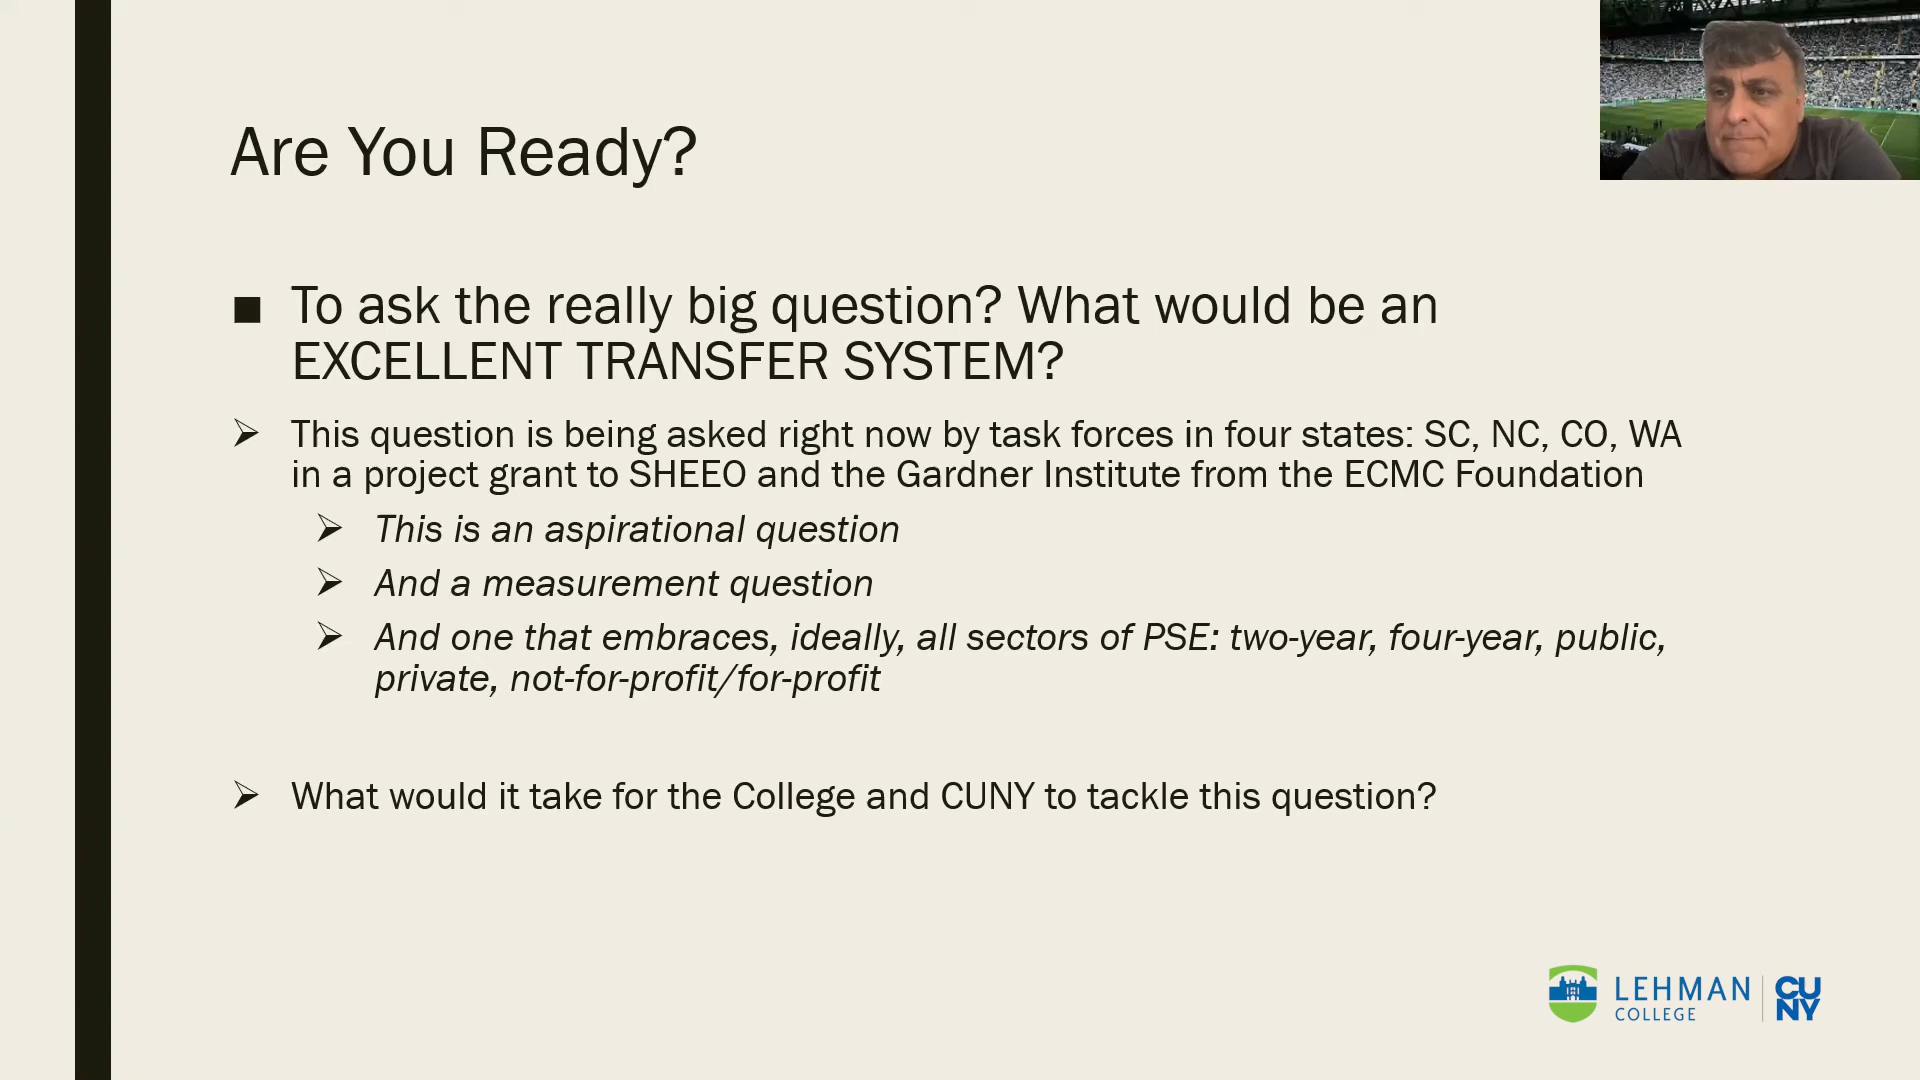 Are You Ready?
■ To ask the really big question? What would be an
EXCELLENT TRANSFER SYSTEM?
➢ This question is being asked right now by task forces in four states: SC, NC, CO, WA
in a project grant to SHEEO and the Gardner Institute from the ECMC Foundation
➢ This is an aspirational question
➢ And a measurement question
➢ And one that embraces, ideally, all sectors of PSE: two-year, four-year, public,
private, not-for-profit/for-profit
➢ What would it take for the College and CUNY to tackle this question?
LEHMAN
COLLEGE
CU
NY